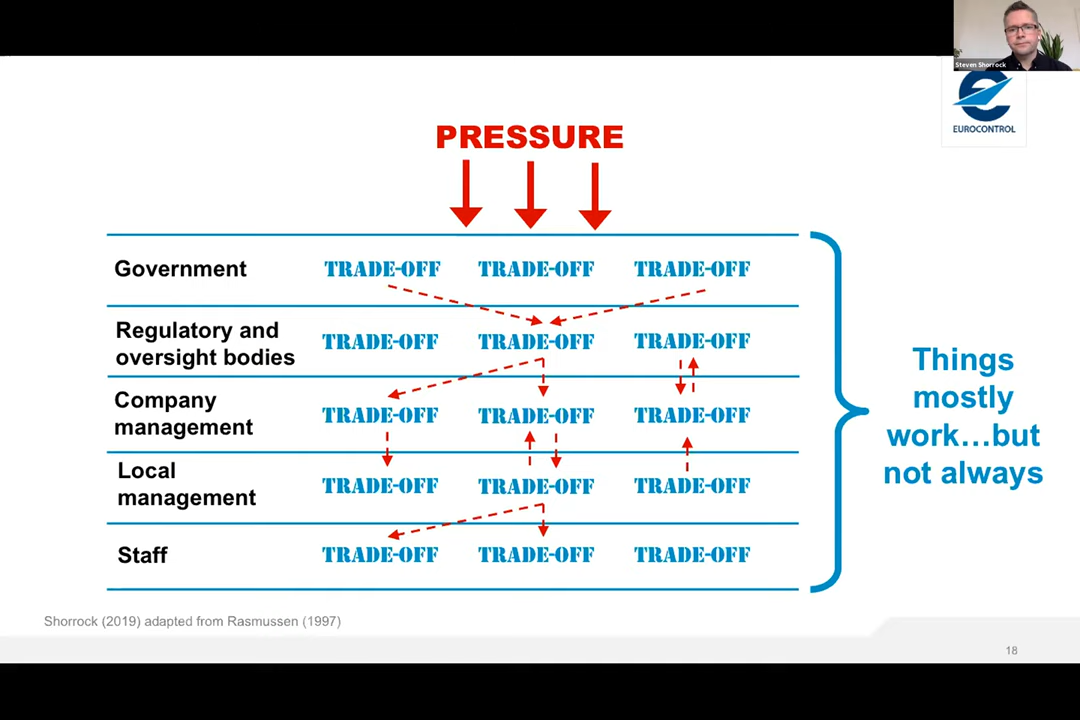 Steven Shorrock
EUROCONTROL
PRESSURE
Government
TRADE-OFF TRADE-OFF TRADE-OFF
Regulatory and
oversight bodies
TRADE-OFF TRADE-OFF TRADE-OFF
Company
management
TRADE-OFF TRADE-OFF TRADE-OFF
Local
management
TRADE-OFF TRADE-OFF TRADE-OFF
Staff
TRADE-OFF TRADE-OFF TRADE-OFF
Things
mostly
work…but
not always
Shorrock (2019) adapted from Rasmussen (1997)
18